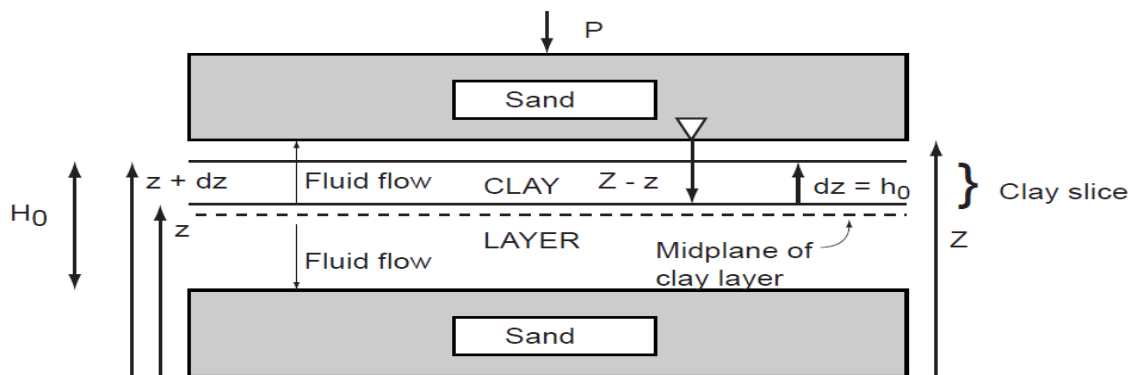 P
Sand
z + dz
Fluid flow
CLAY
Z - z
dz = h0
Clay slice
H0
z
LAYER
Z
Fluid flow
Midplane of
clay layer
Sand